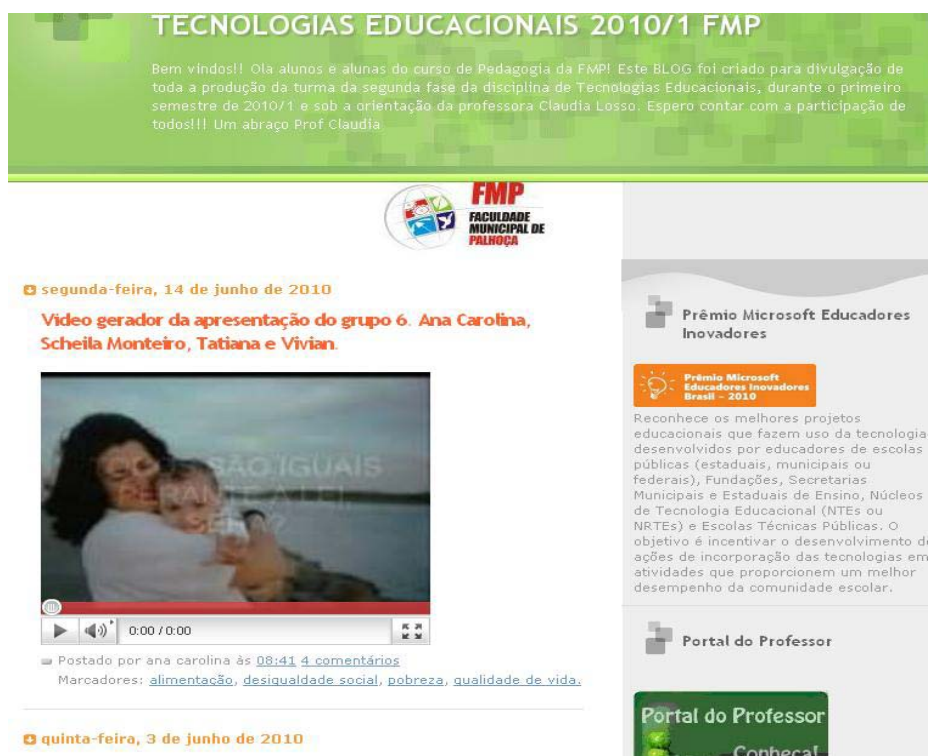 TECNOLOGIAS EDUCACIONAIS 2010/1 FMP
Bem vindos!! Ola alunos e alunas do curso de Pedagogia da FMP! Este BLOG foi criado para divulgação de
toda a produção da turma da segunda fase da disciplina de Tecnologias Educacionais, durante o primeiro
semestre de 2010/1 e sob a orientação da professora Claudia Losso. Espero contar com a participação de
todos!!! Um abraço Prof Claudia
FMP
FACULDADE
MUNICIPAL DE
PALHOÇA
segunda-feira, 14 de junho de 2010
Vídeo gerador da apresentação do grupo 6. Ana Carolina,
Scheila Monteiro, Tatiana e Vivian.
SÃO IGUAIS
PERANTE A LEI,
0:00 / 0:00
Postado por ana carolina às 08:41 4 comentários
Marcadores: alimentação, desigualdade social, pobreza, qualidade de vida.
quinta-feira, 3 de junho de 2010
Prêmio Microsoft Educadores
Inovadores
Prêmio Microsoft
Educadores Inovadores
Brasil - 2010
Reconhece os melhores projetos
educacionais que fazem uso da tecnologia
desenvolvidos por educadores de escolas
públicas (estaduais, municipais ou
federais), Fundações, Secretarias
Municipais e Estaduais de Ensino, Núcleos
de Tecnologia Educacional (NTEs ou
NRTEs) e Escolas Técnicas Públicas. O
objetivo é incentivar o desenvolvimento de
ações de incorporação das tecnologias em
atividades que proporcionem um melhor
desempenho da comunidade escolar.
Portal do Professor
Portal do Professor
Conheça!